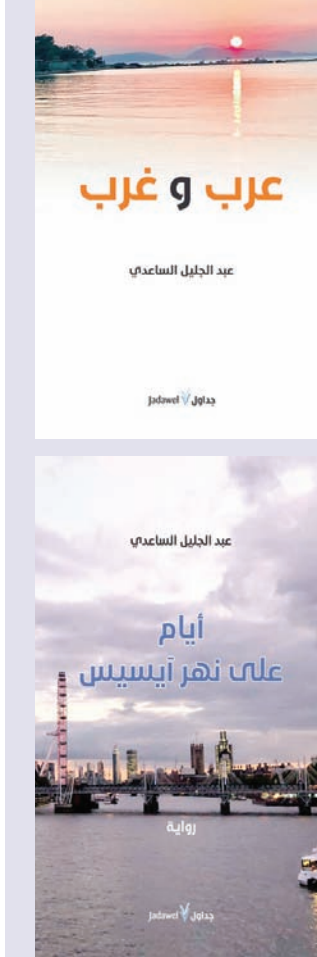 عرب و غرب
عبد الجليل الساعدي
جداول Jadawel
عبد الجليل الساعدي
أيام
على نهر آيسيس
رواية
جداول Jadawel